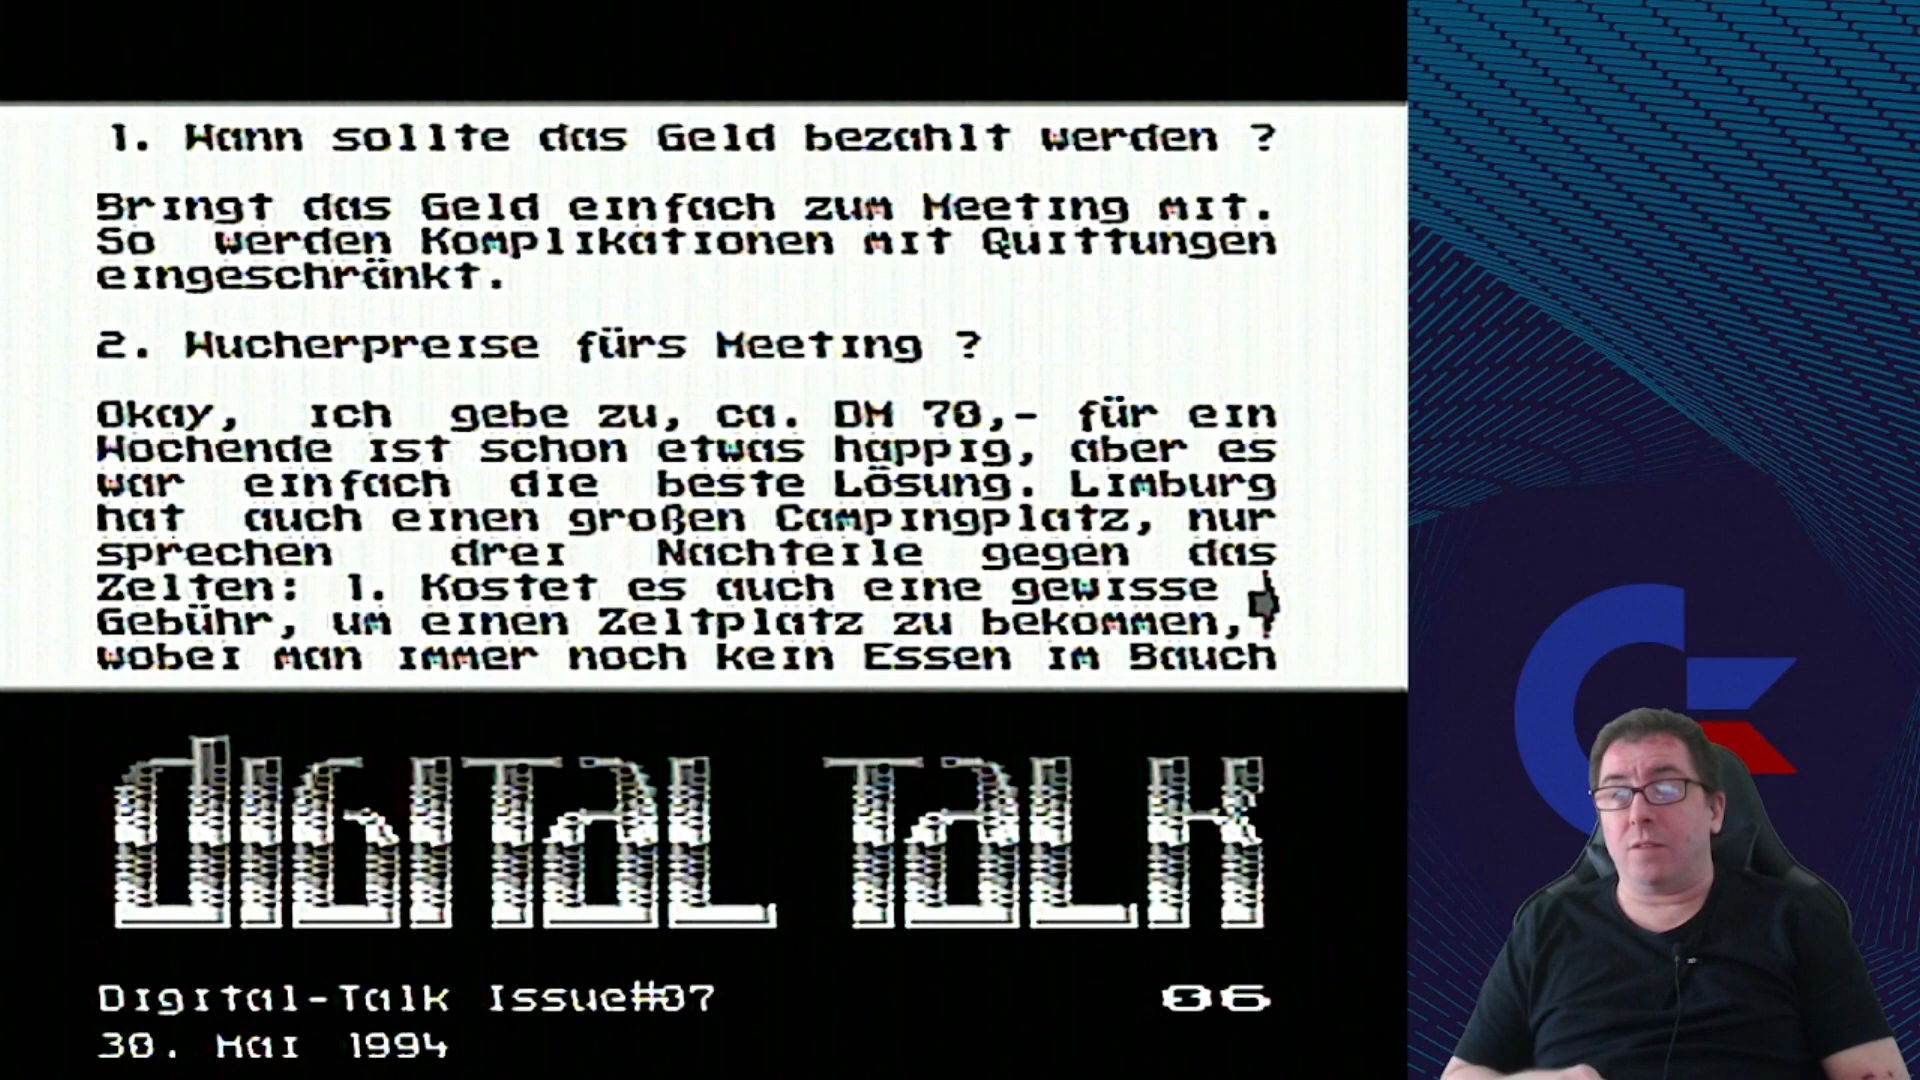 1. Wann sollte das Geld bezahlt werden ?
Bringt das Geld einfach zum Meeting mit.
So werden Komplikationen mit Quittungen
eingeschränkt.
2. Wucherpreise fürs Meeting ?
Okay, ich gebe zu, ca. DM 70,- für ein
Wochende ist schon etwas happig, aber es
war einfach die beste Lösung. Limburg
hat auch einen großen Campingplatz, nur
sprechen drei Nachteile gegen das
Zelten: 1. Kostet es auch eine gewisse
Gebühr, um einen Zeltplatz zu bekommen,
wobei man immer noch kein Essen im Bauch
DIGITAL TALK
Digital-Talk Issue#07
06
30. Mai 1994